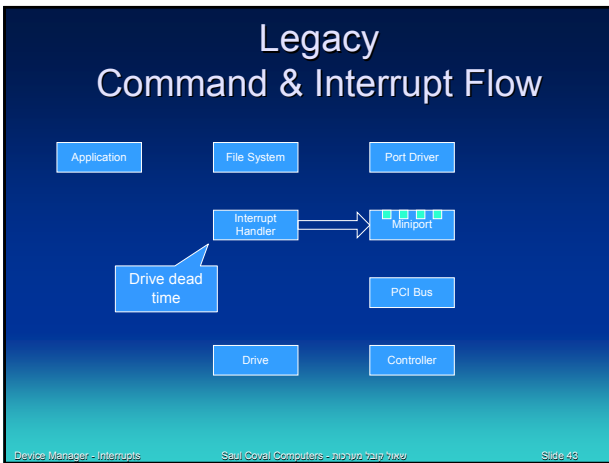 Legacy
Command & Interrupt Flow
Application
File System
Port Driver
Interrupt
Handler
Miniport
Drive dead
time
PCI Bus
Drive
Controller
Device Manager - Interrupts
Saul Coval Computers - שאול קובל מערכות
Slide 43